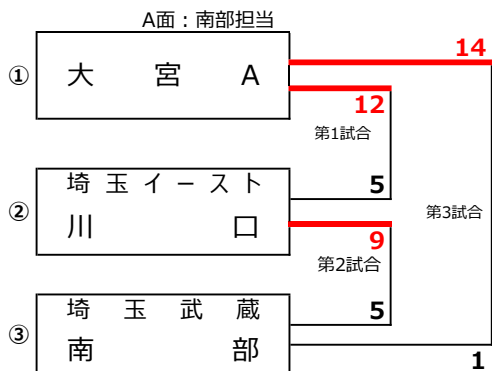 A面：南部担当
14
① 大宮A
12
第1試合
埼玉イースト
5
② 川口
第3試合
9
第2試合
埼玉武蔵
5
③ 南部
1